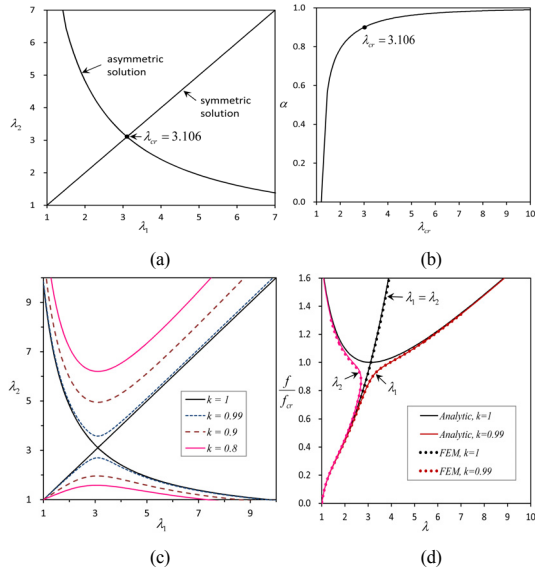 7
6
5
4
3
2
1
λ₂
asymmetric
solution
symmetric
solution
λcr = 3.106
1 2 3 4 5 6 7
λ₁
(a)
1.0
0.8
0.6
0.4
0.2
0.0
α
λcr = 3.106
1 2 3 4 5 6 7 8 9 10
λcr
(b)
9
7
5
3
1
λ₂
k = 1
k = 0.99
k = 0.9
k = 0.8
1 3 5 7 9
λ₁
(c)
1.6
1.4
1.2
1.0
0.8
0.6
0.4
0.2
0.0
f
fcr
λ₁ = λ₂
λ₂
λ₁
Analytic, k=1
Analytic, k=0.99
FEM, k=1
FEM, k=0.99
1 2 3 4 5 6 7 8 9 10
λ
(d)